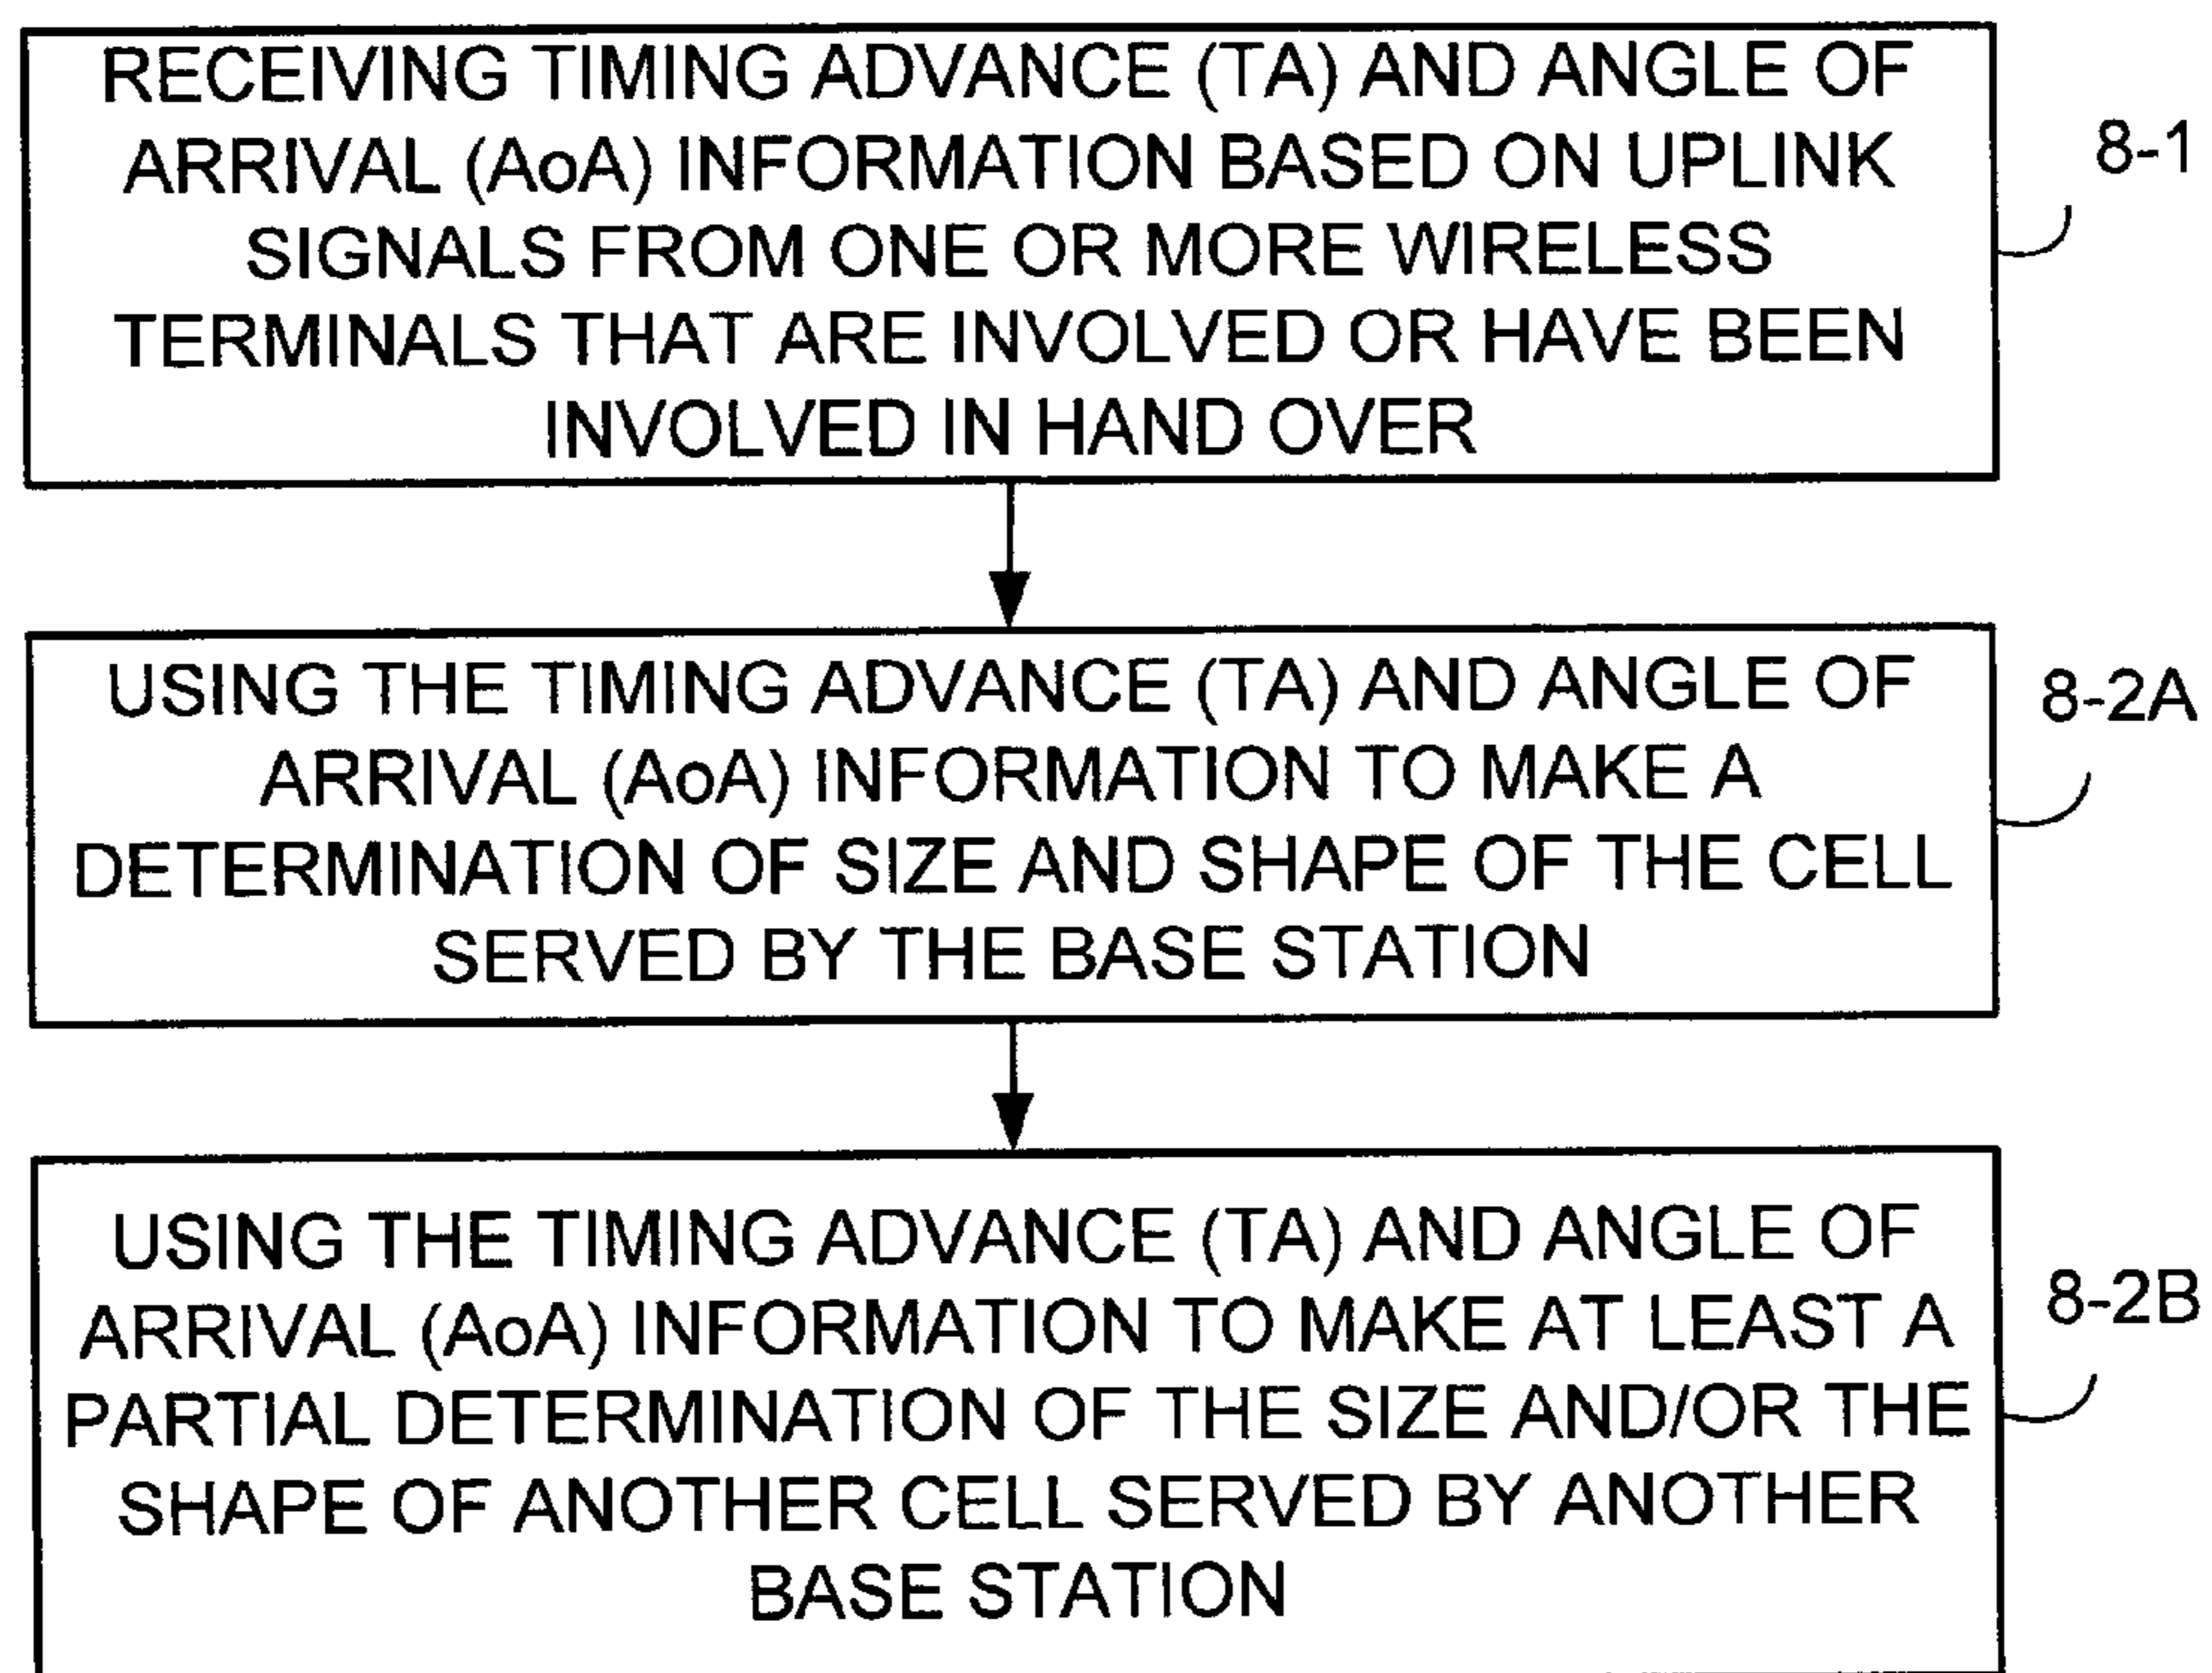 RECEIVING TIMING ADVANCE (TA) AND ANGLE OF
ARRIVAL (AoA) INFORMATION BASED ON UPLINK
SIGNALS FROM ONE OR MORE WIRELESS
TERMINALS THAT ARE INVOLVED OR HAVE BEEN
INVOLVED IN HAND OVER
8-1
USING THE TIMING ADVANCE (TA) AND ANGLE OF
ARRIVAL (AoA) INFORMATION TO MAKE A
DETERMINATION OF SIZE AND SHAPE OF THE CELL
SERVED BY THE BASE STATION
8-2A
USING THE TIMING ADVANCE (TA) AND ANGLE OF
ARRIVAL (AoA) INFORMATION TO MAKE AT LEAST A
PARTIAL DETERMINATION OF THE SIZE AND/OR THE
SHAPE OF ANOTHER CELL SERVED BY ANOTHER
BASE STATION
8-2B